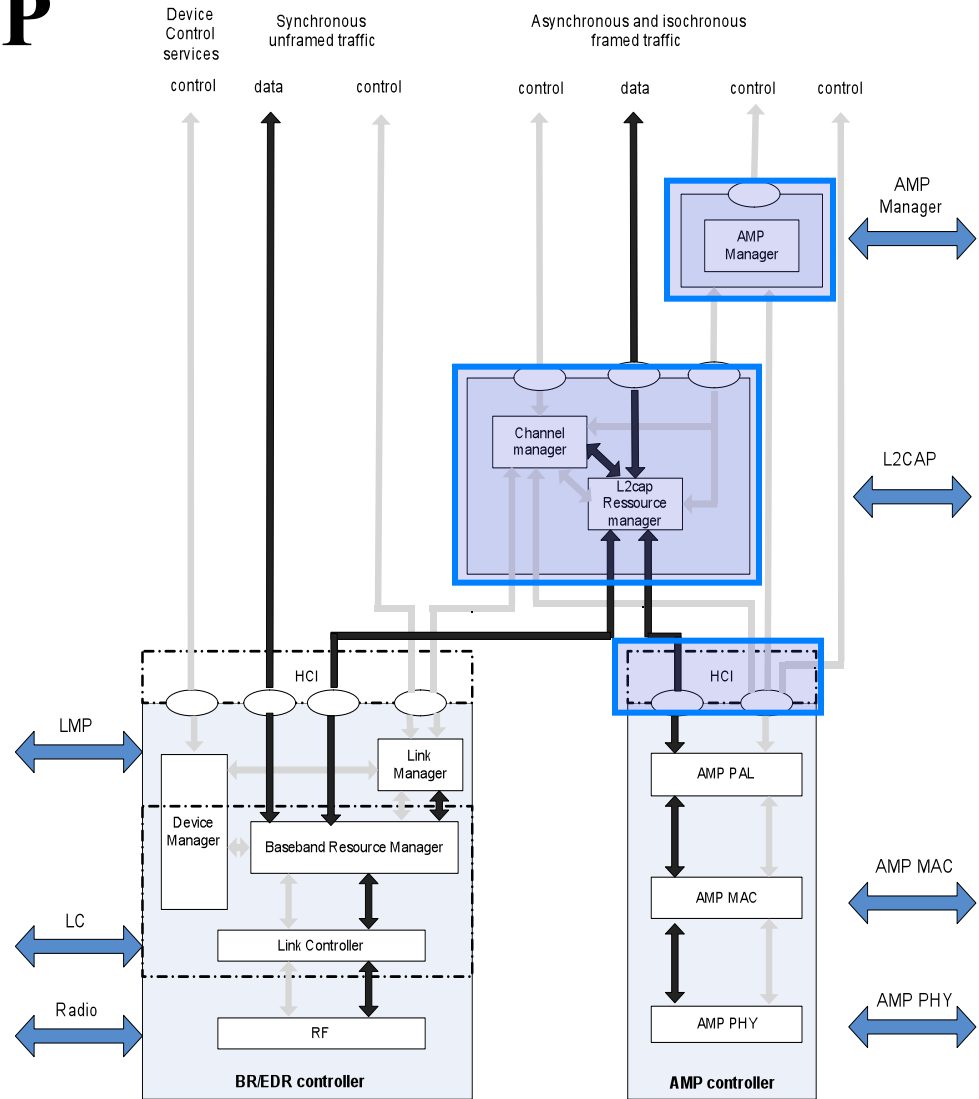 P
Device
Control
services
Synchronous
unframed traffic
Asynchronous and isochronous
framed traffic
control
data
control
control
data
control
control
AMP
Manager
AMP
Manager
Channel
manager
L2CAP
L2cap
Ressource
manager
HCI
HCI
LMP
Link
Manager
AMP PAL
Device
Manager
Baseband Resource Manager
AMP MAC
AMP MAC
LC
Link Controller
Radio
RF
AMP PHY
AMP PHY
BR/EDR controller
AMP controller